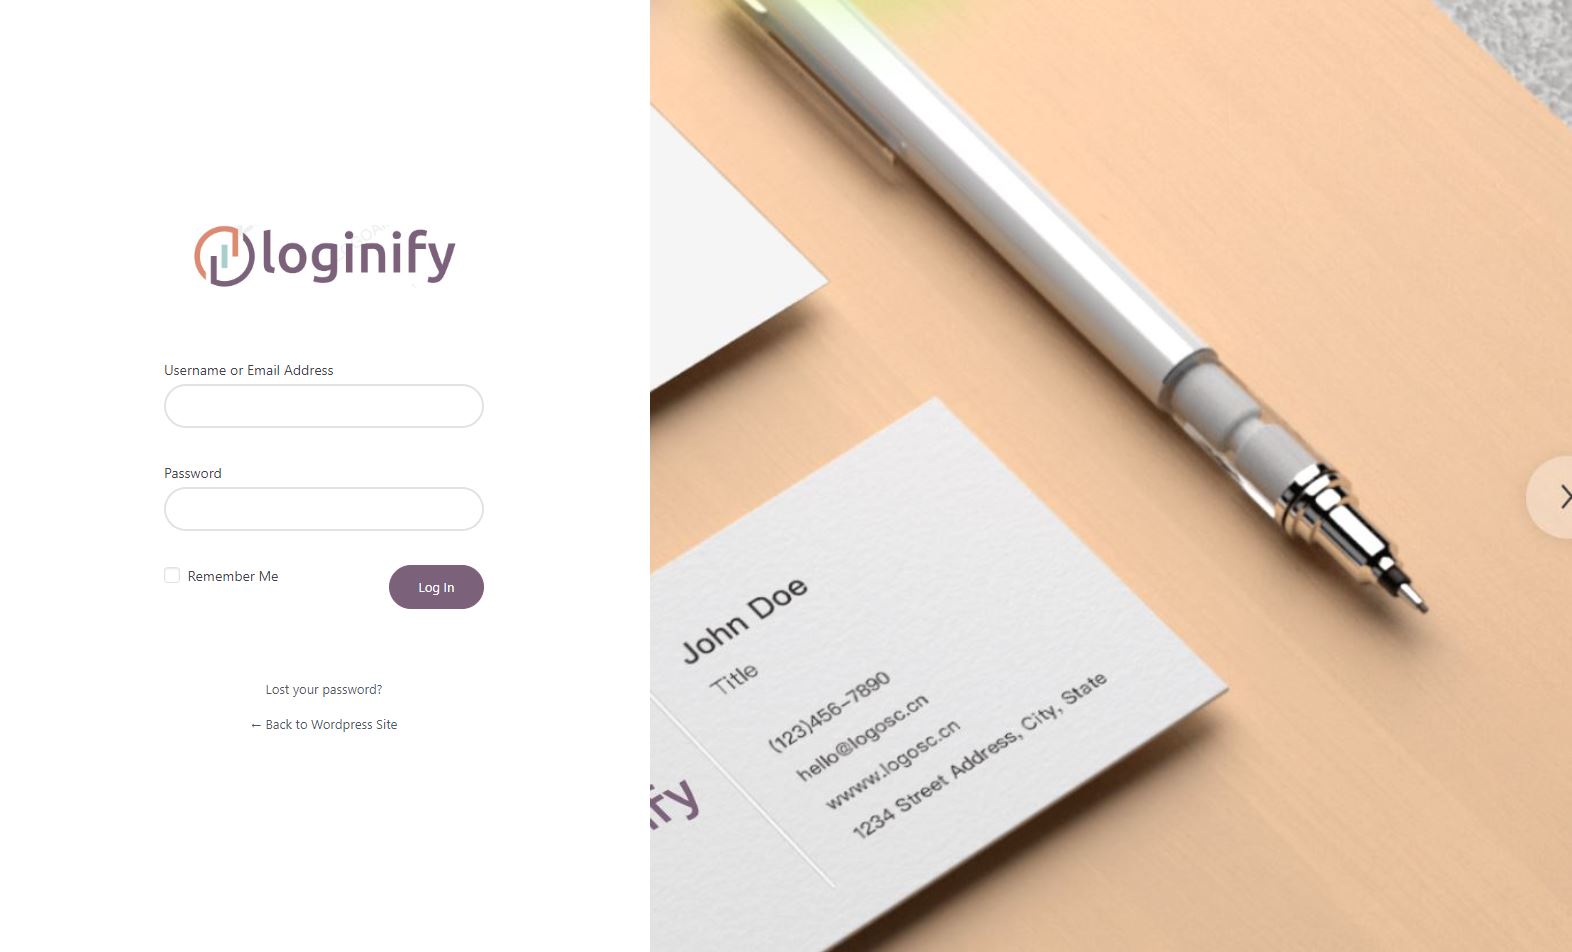 loginify
Username or Email Address
Password
Remember Me
Log In
Lost your password?
← Back to Wordpress Site
John Doe
Title
(123)456-7890
hello@logosc.cn
wwww.logosc.cn
1234 Street Address, City, State
ify